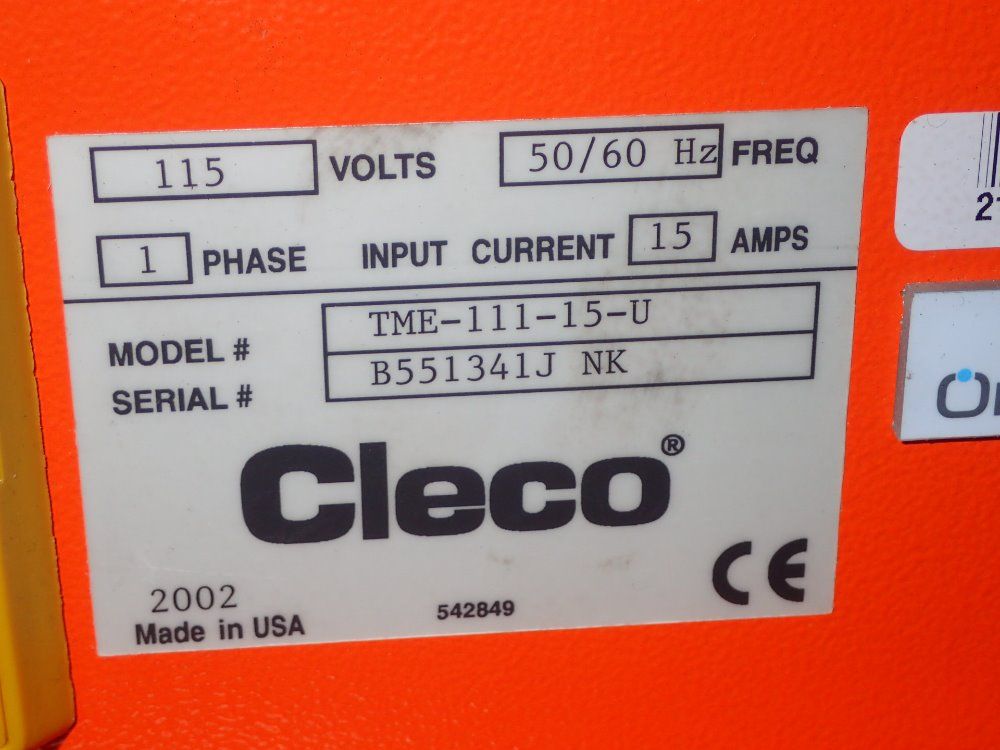 115 VOLTS 50/60 Hz FREQ
1 PHASE INPUT CURRENT 15 AMPS
MODEL # TME-111-15-U
SERIAL # B551341J NK
Cleco®
CE
2002
Made in USA 542849